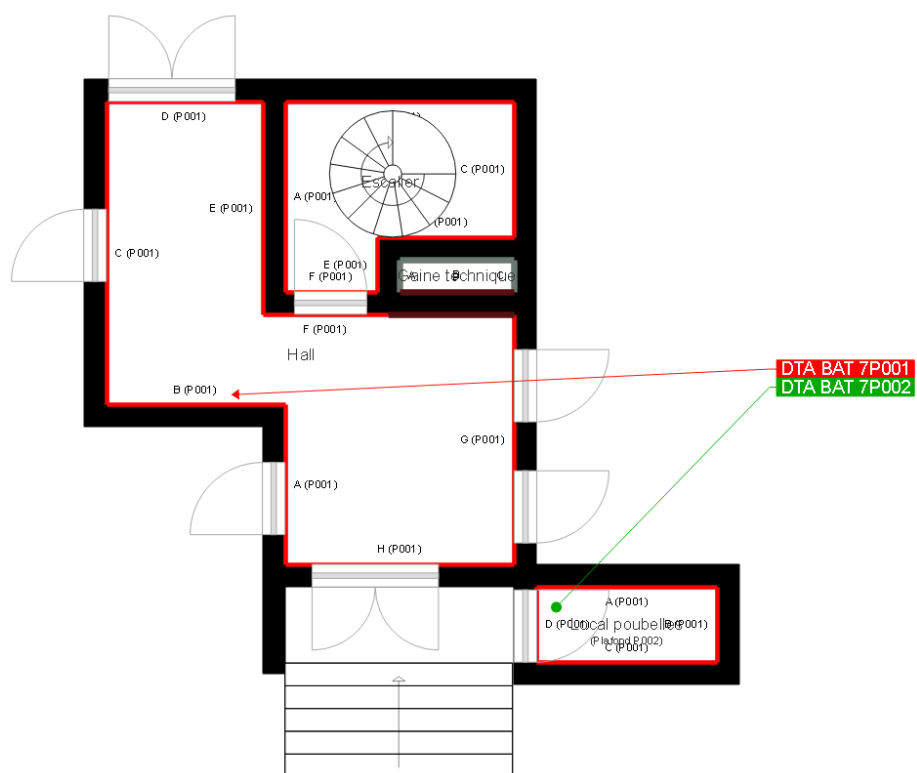 D (P001)
C (P001)
Escalier
A (P001)
E (P001)
(P001)
C (P001)
E (P001)
F (P001)
Gaine technique
A
B
C
F (P001)
Hall
DTA BAT 7P001
DTA BAT 7P002
B (P001)
G (P001)
A (P001)
H (P001)
A (P001)
D (P001)
Local poubelles
B (P001)
(Plafond P002)
C (P001)